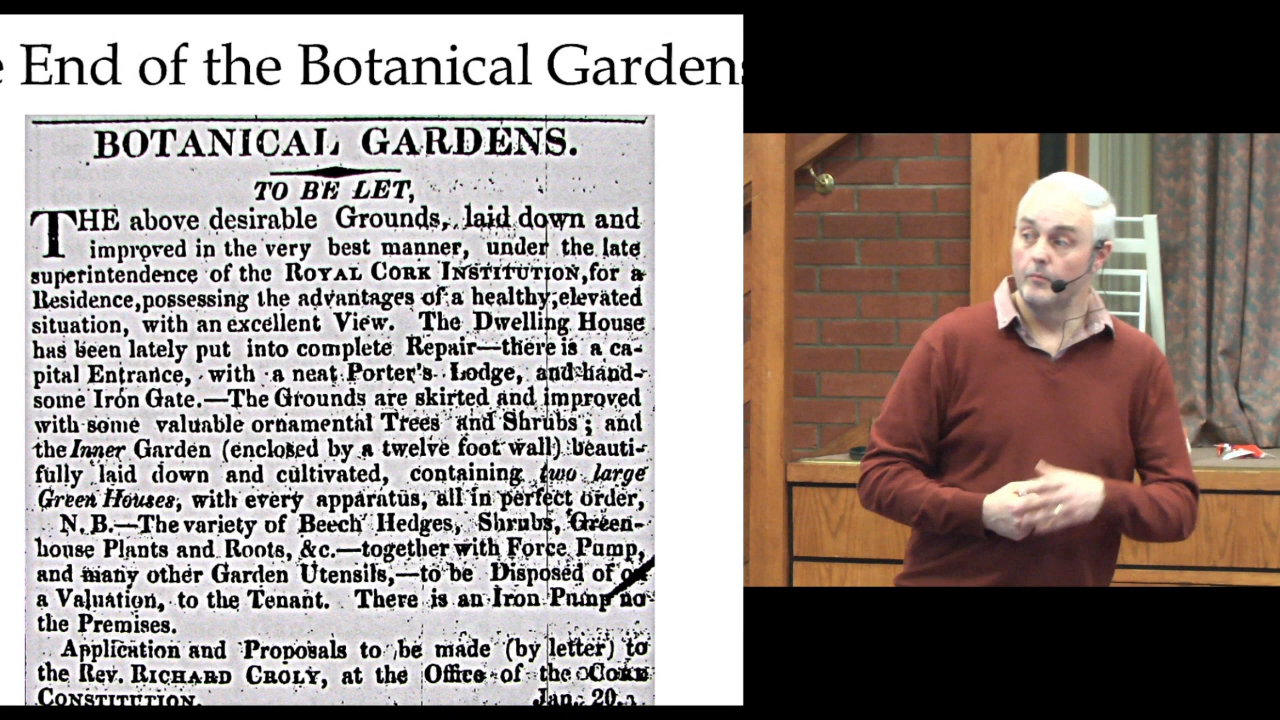 e End of the Botanical Gardens
BOTANICAL GARDENS.
TO BE LET,
THE above desirable Grounds, laid down and
improved in the very best manner, under the late
superintendence of the ROYAL CORK INSTITUTION, for a
Residence, possessing the advantages of a healthy, elevated
situation, with an excellent View. The Dwelling House
has been lately put into complete Repair—there is a ca-
pital Entrance, with a neat Porter's Lodge, and hand-
some Iron Gate.—The Grounds are skirted and improved
with some valuable ornamental Trees and Shrubs; and
the Inner Garden (enclosed by a twelve foot wall) beauti-
fully laid down and cultivated, containing two large
Green Houses, with every apparatus, all in perfect order,
N.B.—The variety of Beech Hedges, Shrubs, Green-
house Plants and Roots, &c.—together with Force Pump,
and many other Garden Utensils,—to be Disposed of on
a Valuation, to the Tenant. There is an Iron Pump no
the Premises.
Application and Proposals to be made (by letter) to
the Rev. RICHARD CROLY, at the Office of the CORK
CONSTITUTION. Jan. 20.